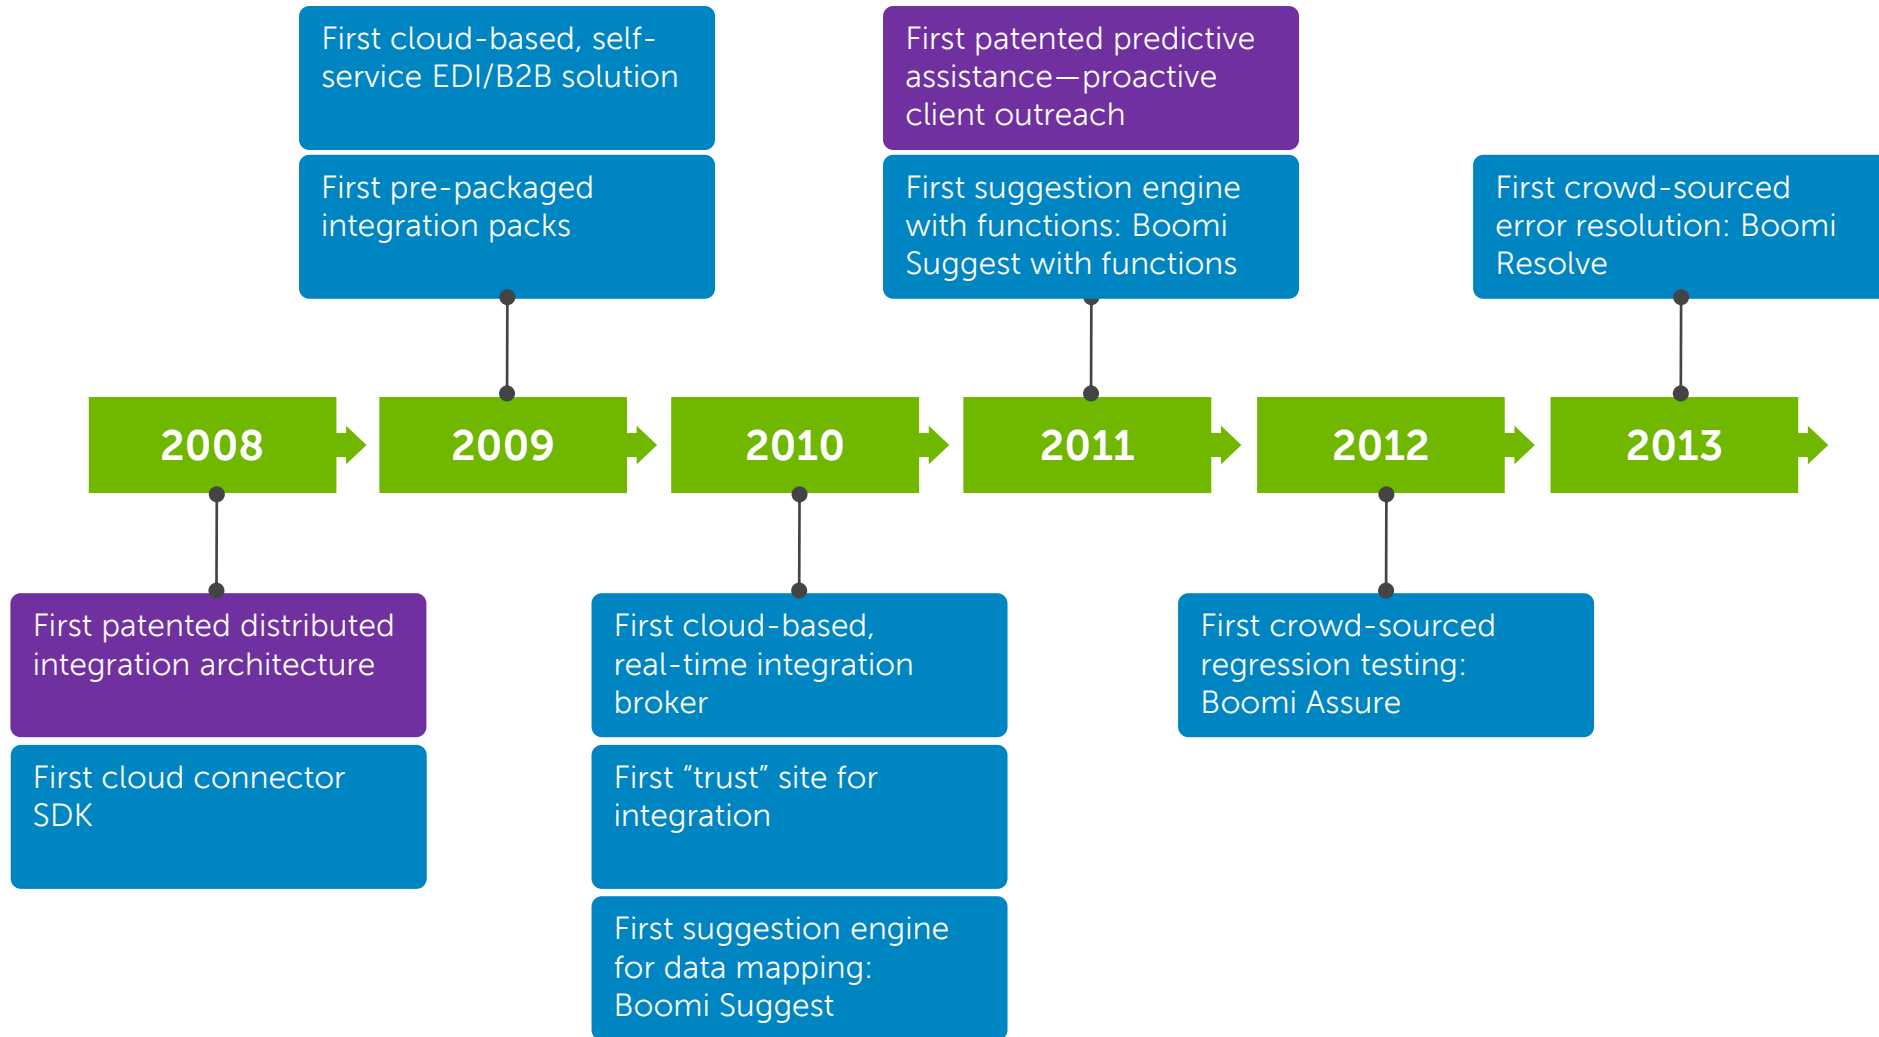 First cloud-based, self-
service EDI/B2B solution
First patented predictive
assistance—proactive
client outreach
First pre-packaged
integration packs
First suggestion engine
with functions: Boomi
Suggest with functions
First crowd-sourced
error resolution: Boomi
Resolve
2008
2009
2010
2011
2012
2013
First patented distributed
integration architecture
First cloud connector
SDK
First cloud-based,
real-time integration
broker
First “trust” site for
integration
First suggestion engine
for data mapping:
Boomi Suggest
First crowd-sourced
regression testing:
Boomi Assure